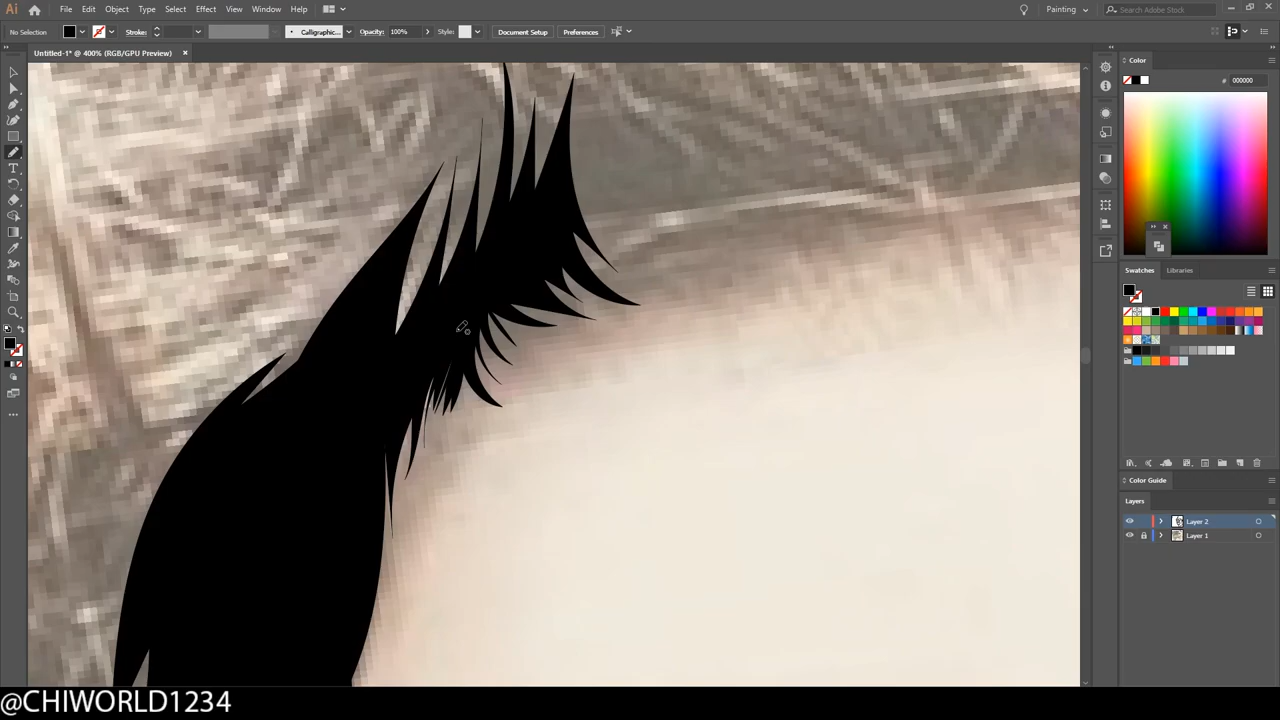 Ai File Edit Object Type Select Effect View Window Help Painting Search Adobe Stock
No Selection Stroke: Calligraphic... Opacity: 100% Style: Document Setup Preferences
Untitled-1* @ 400% (RGB/GPU Preview)
Color
# 000000
Swatches Libraries
Color Guide
Layers
Layer 2
Layer 1
@CHIWORLD1234